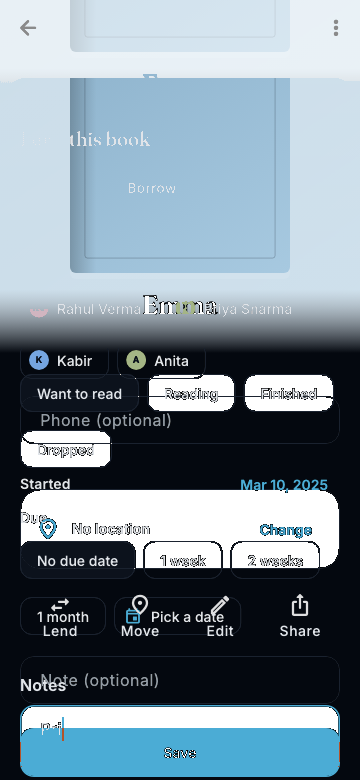 this book
Borrow
Emma
Rahul Verma
K Kabir
A Anita
Want to read
Reading
Finished
Phone (optional)
Dropped
Started
Mar 10, 2025
Due
No location
Change
No due date
1 week
2 weeks
1 month
Pick a date
Lend
Move
Edit
Share
Notes
Note (optional)
Pri
Save